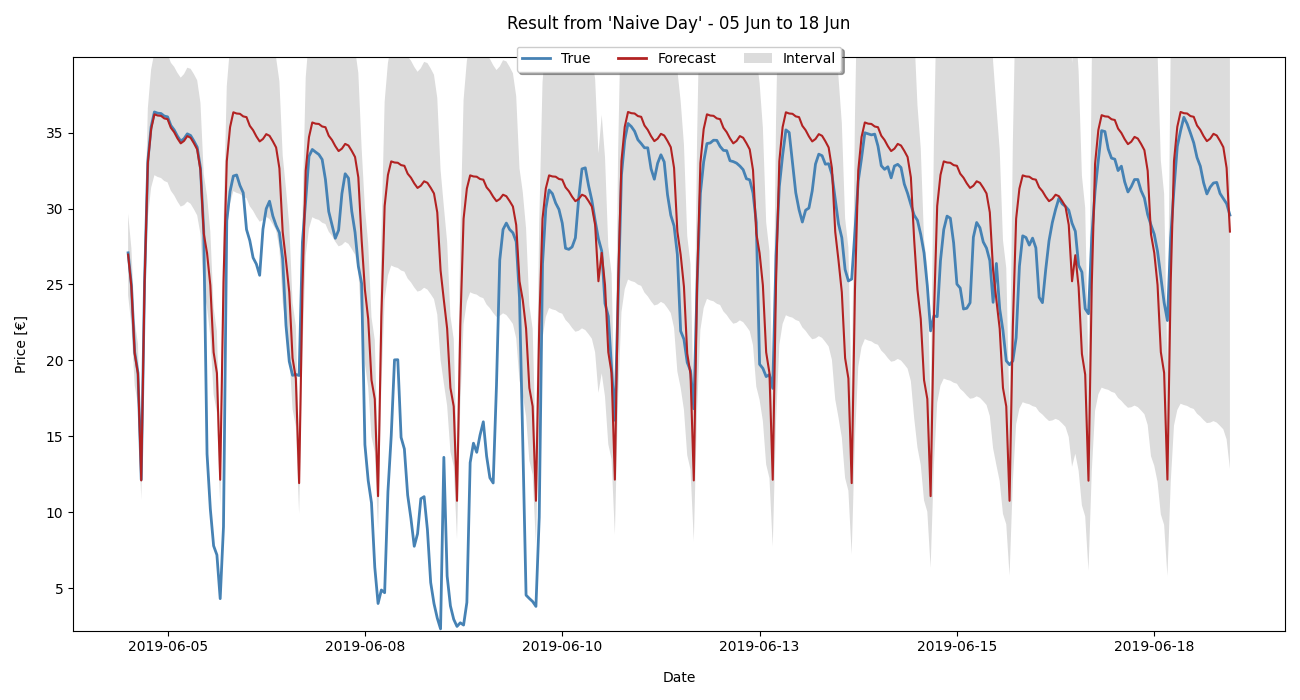 Result from 'Naive Day' - 05 Jun to 18 Jun
True Forecast Interval
Price [€]
35
30
25
20
15
10
5
2019-06-05 2019-06-08 2019-06-10 2019-06-13 2019-06-15 2019-06-18
Date